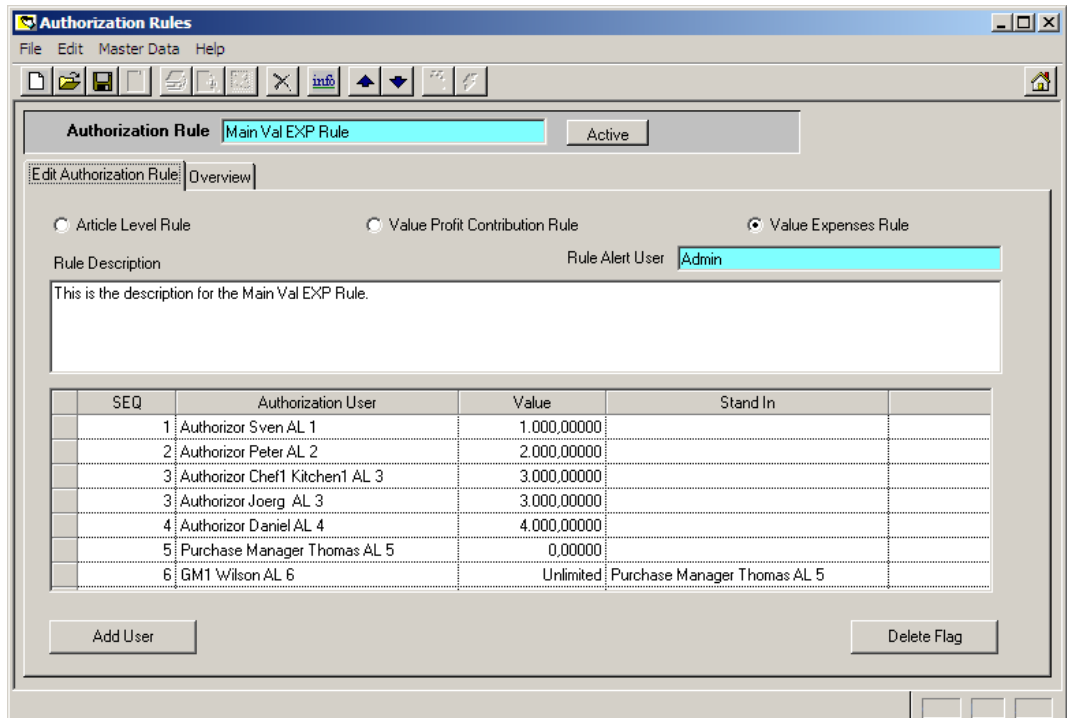 Authorization Rules
File Edit Master Data Help
info
Authorization Rule Main Val EXP Rule Active
Edit Authorization Rule Overview
Article Level Rule Value Profit Contribution Rule Value Expenses Rule
Rule Description Rule Alert User Admin
This is the description for the Main Val EXP Rule.
SEQ Authorization User Value Stand In
1 Authorizor Sven AL 1 1.000,00000
2 Authorizor Peter AL 2 2.000,00000
3 Authorizor Chef1 Kitchen1 AL 3 3.000,00000
3 Authorizor Joerg AL 3 3.000,00000
4 Authorizor Daniel AL 4 4.000,00000
5 Purchase Manager Thomas AL 5 0,00000
6 GM1 Wilson AL 6 Unlimited Purchase Manager Thomas AL 5
Add User Delete Flag